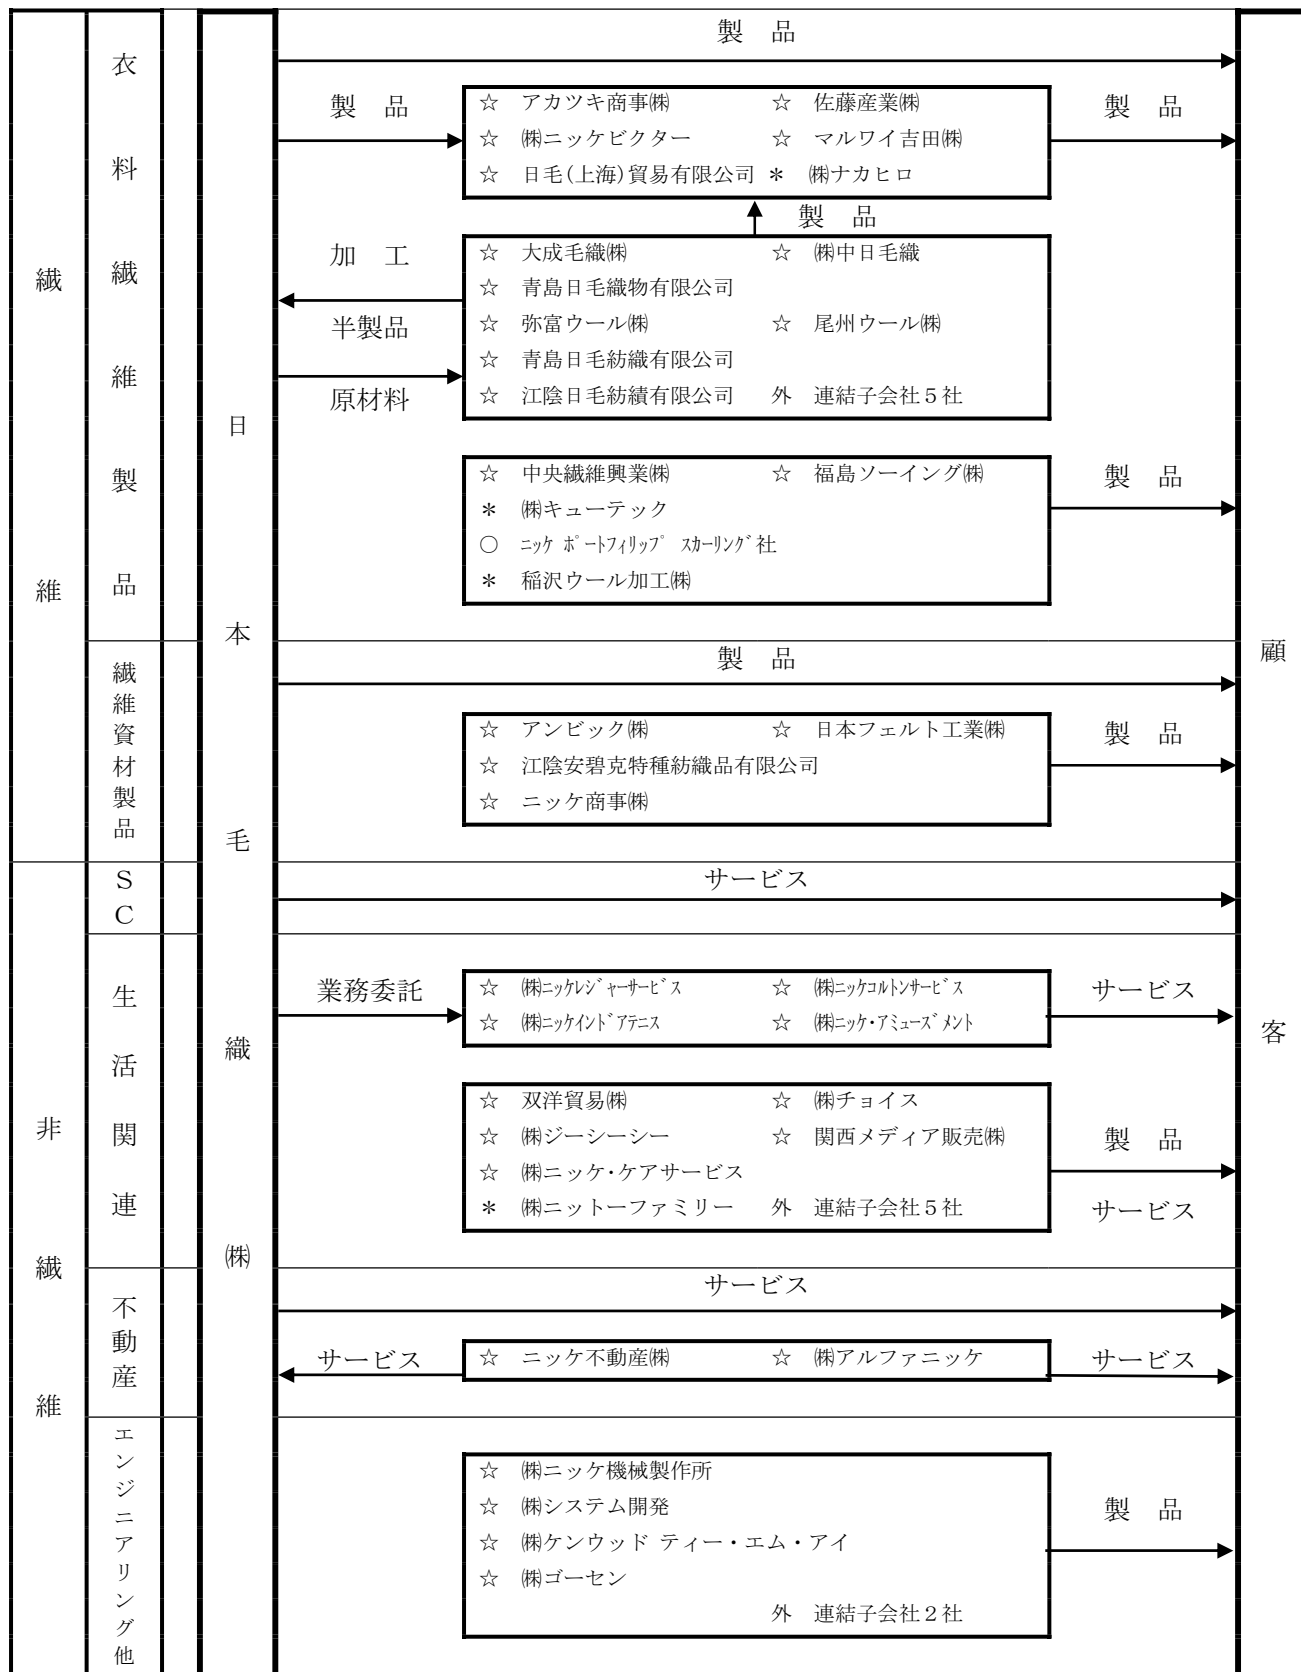 繊維
非繊維
衣料繊維製品
繊維資材製品
SC
生活関連
不動産
エンジニアリング他
日本毛織㈱
顧客
製 品
製 品
☆ アカツキ商事㈱ ☆ 佐藤産業㈱
☆ ㈱ニッケビクター ☆ マルワイ吉田㈱
☆ 日毛(上海)貿易有限公司 * ㈱ナカヒロ
製 品
製 品
加 工
半製品
原材料
☆ 大成毛織㈱ ☆ ㈱中日毛織
☆ 青島日毛織物有限公司
☆ 弥富ウール㈱ ☆ 尾州ウール㈱
☆ 青島日毛紡織有限公司
☆ 江陰日毛紡績有限公司 外 連結子会社5社
☆ 中央繊維興業㈱ ☆ 福島ソーイング㈱
* ㈱キューテック
○ ニッケ ポートフィリップ スカーリング社
* 稲沢ウール加工㈱
製 品
製 品
☆ アンビック㈱ ☆ 日本フェルト工業㈱
☆ 江陰安碧克特種紡織品有限公司
☆ ニッケ商事㈱
製 品
サービス
業務委託
☆ ㈱ニッケレジャーサービス ☆ ㈱ニッケコルトンサービス
☆ ㈱ニッケインドアテニス ☆ ㈱ニッケ・アミューズメント
サービス
☆ 双洋貿易㈱ ☆ ㈱チョイス
☆ ㈱ジーシーシー ☆ 関西メディア販売㈱
☆ ㈱ニッケ・ケアサービス
* ㈱ニットーファミリー 外 連結子会社5社
製 品
サービス
サービス
サービス
☆ ニッケ不動産㈱ ☆ ㈱アルファニッケ
サービス
☆ ㈱ニッケ機械製作所
☆ ㈱システム開発
☆ ㈱ケンウッド ティー・エム・アイ
☆ ㈱ゴーセン
外 連結子会社2社
製 品